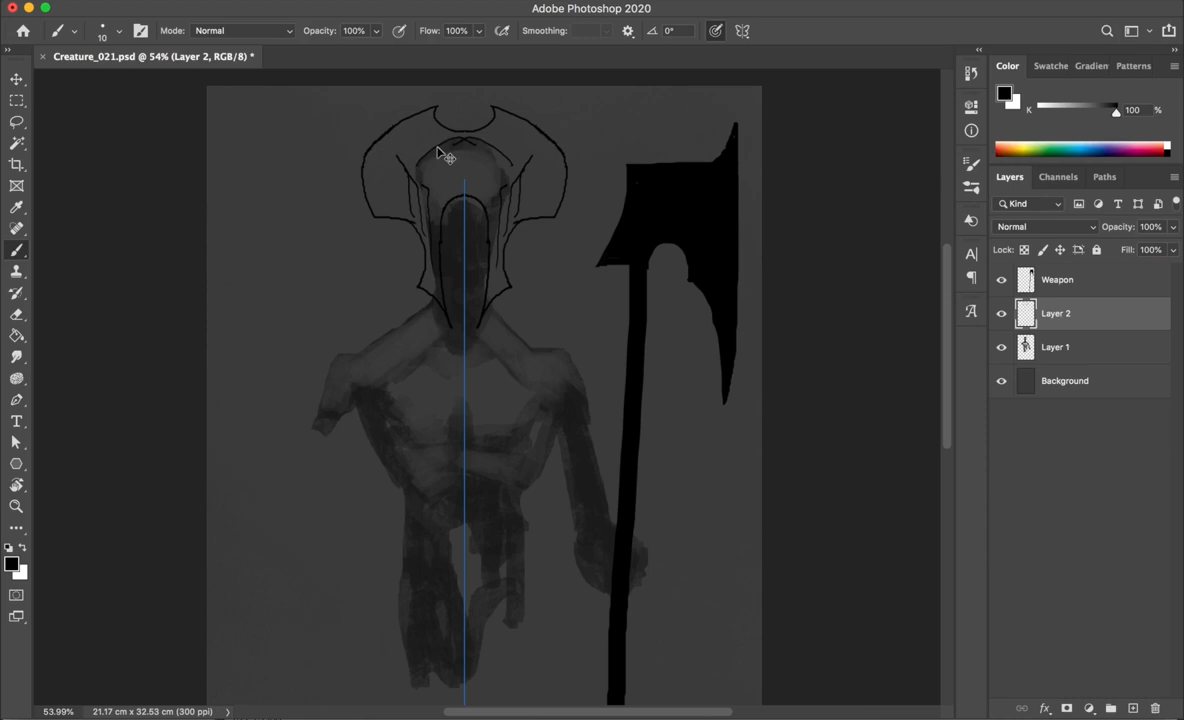 Adobe Photoshop 2020
10 Mode: Normal Opacity: 100% Flow: 100% Smoothing: 0°
× Creature_021.psd @ 54% (Layer 2, RGB/8) *
Color Swatche Gradien Patterns
K 100 %
Layers Channels Paths
Kind
Normal Opacity: 100%
Lock: Fill: 100%
Weapon
Layer 2
Layer 1
Background
53.99% 21.17 cm x 32.53 cm (300 ppi)